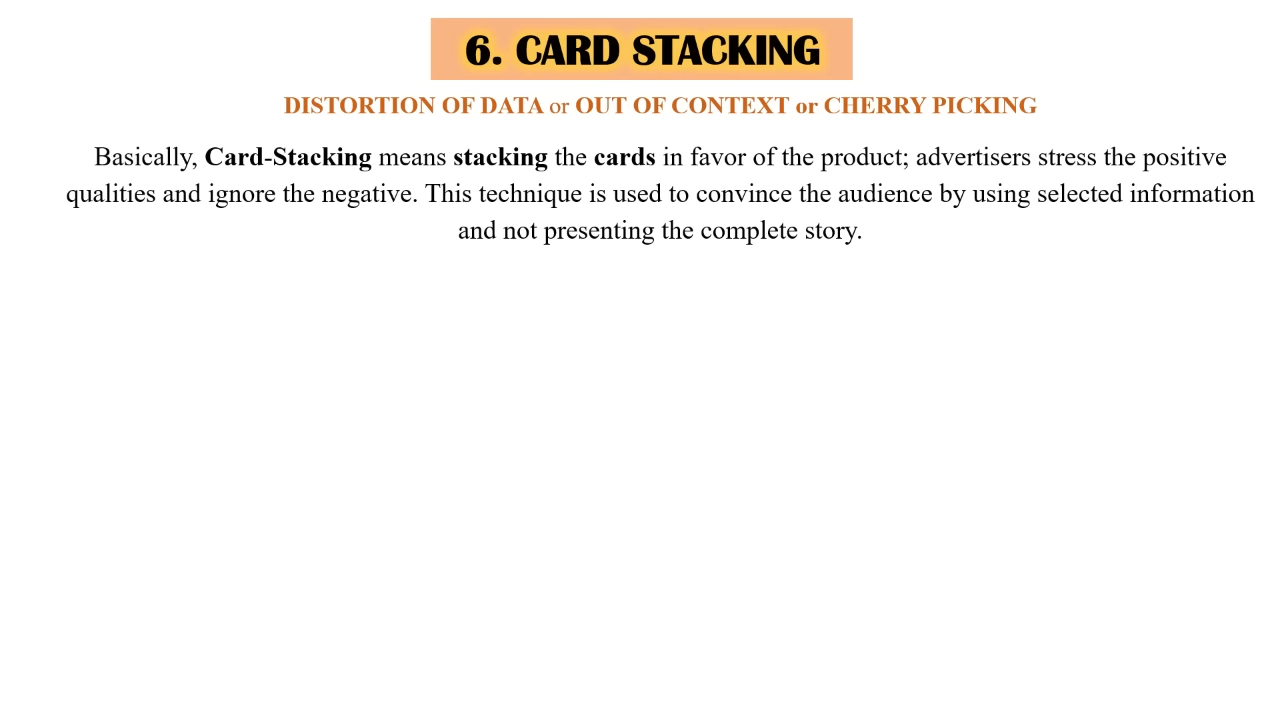 6. CARD STACKING
DISTORTION OF DATA or OUT OF CONTEXT or CHERRY PICKING
Basically, Card-Stacking means stacking the cards in favor of the product; advertisers stress the positive
qualities and ignore the negative. This technique is used to convince the audience by using selected information
and not presenting the complete story.